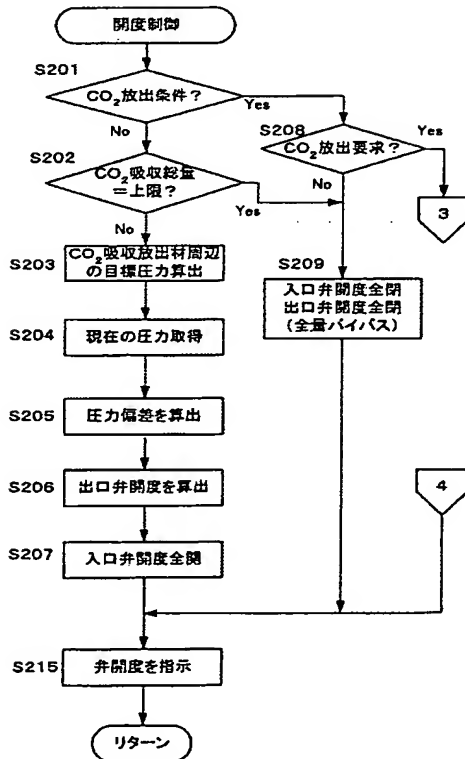 開度制御
S201
CO2放出条件？
Yes
No
S208
CO2放出要求？
Yes
No
3
S202
CO2吸収総量
＝上限？
Yes
No
S203
CO2吸収放出材周辺
の目標圧力算出
S209
入口弁開度全閉
出口弁開度全閉
(全量バイパス)
S204
現在の圧力取得
S205
圧力偏差を算出
S206
出口弁開度を算出
4
S207
入口弁開度全開
S215
弁開度を指示
リターン